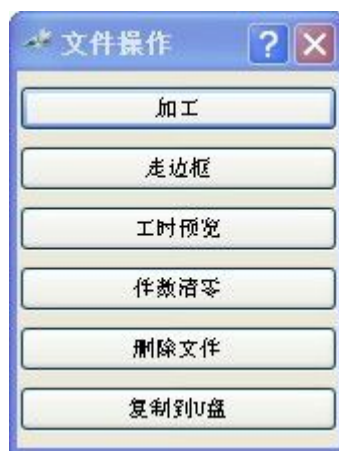 文件操作
加工
走边框
工时预览
件数清零
删除文件
复制到U盘